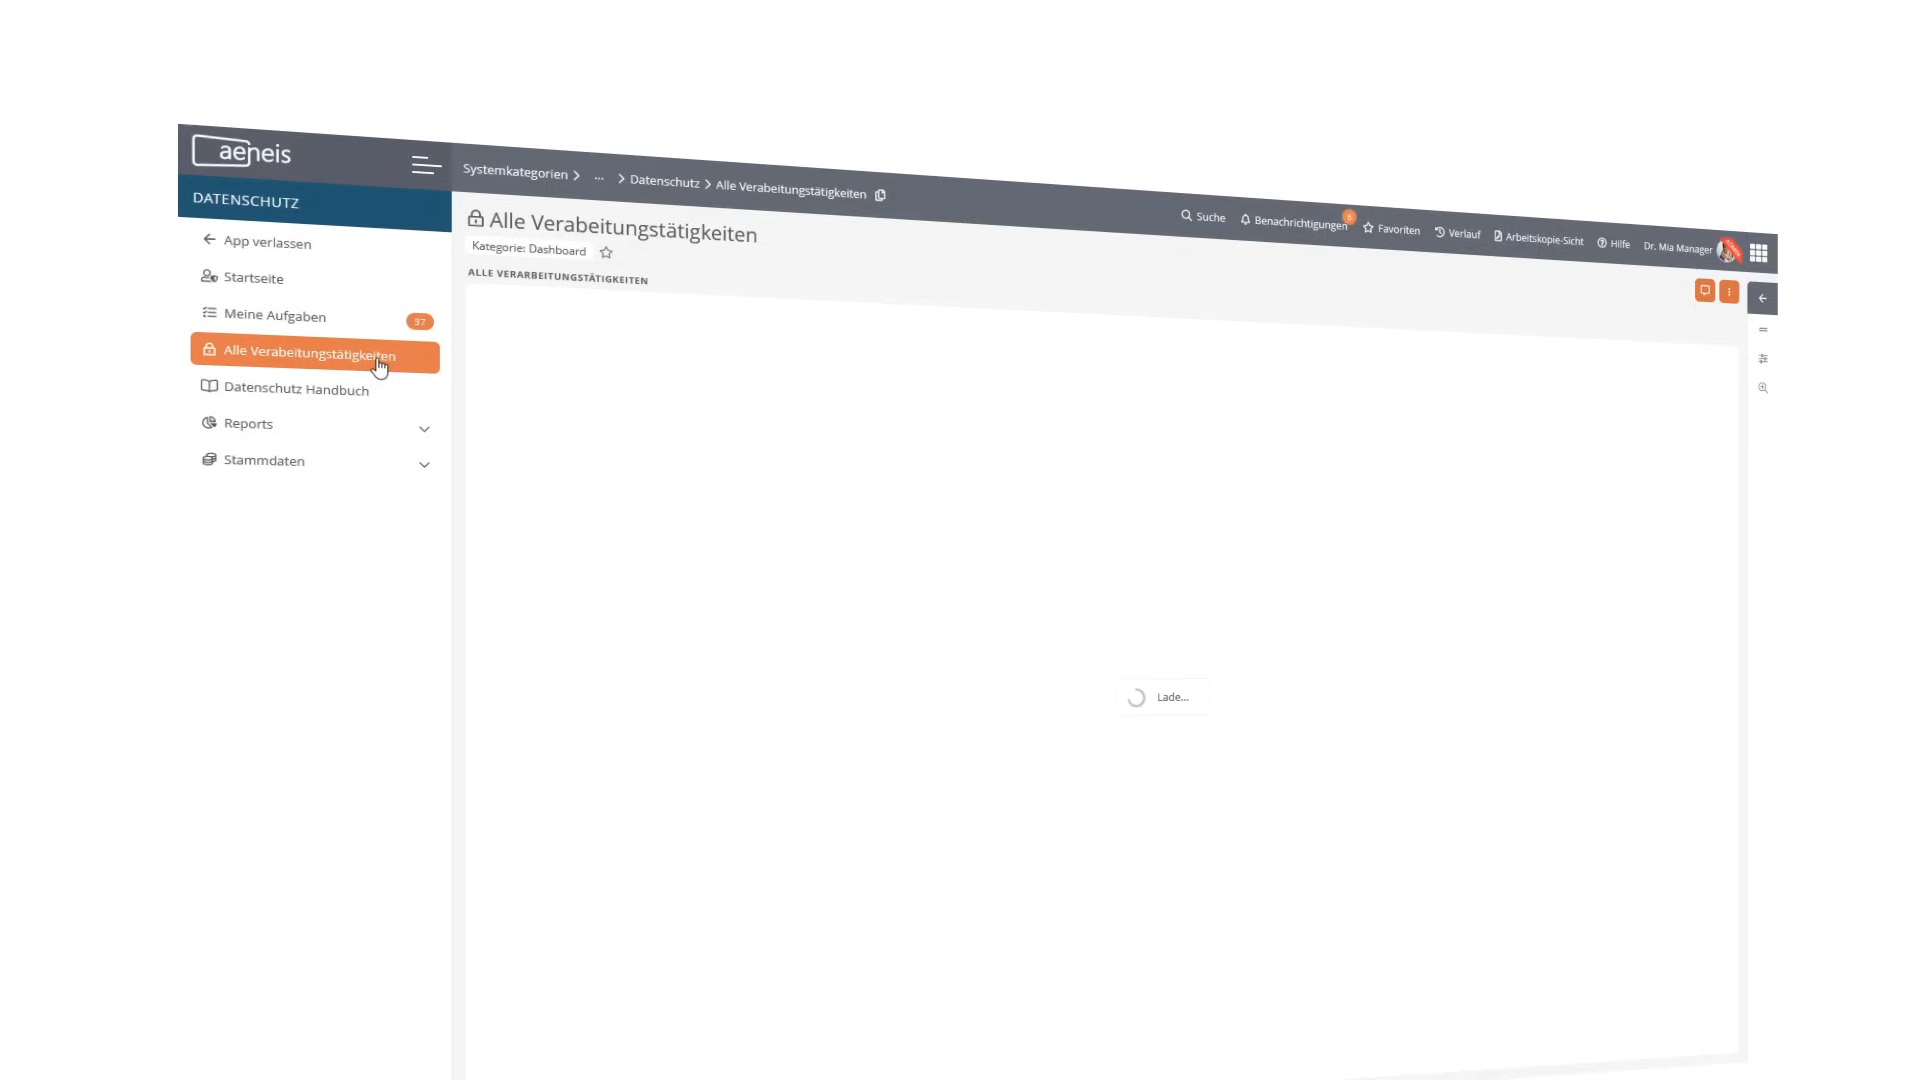 aeneis
Systemkategorien > ... > Datenschutz > Alle Verabeitungstätigkeiten
Suche
Benachrichtigungen
6
Favoriten
Verlauf
Arbeitskopie-Sicht
Hilfe
Dr. Mia Manager
DATENSCHUTZ
App verlassen
Startseite
Meine Aufgaben
37
Alle Verabeitungstätigkeiten
Datenschutz Handbuch
Reports
Stammdaten
Alle Verabeitungstätigkeiten
Kategorie: Dashboard
ALLE VERARBEITUNGSTÄTIGKEITEN
Lade...